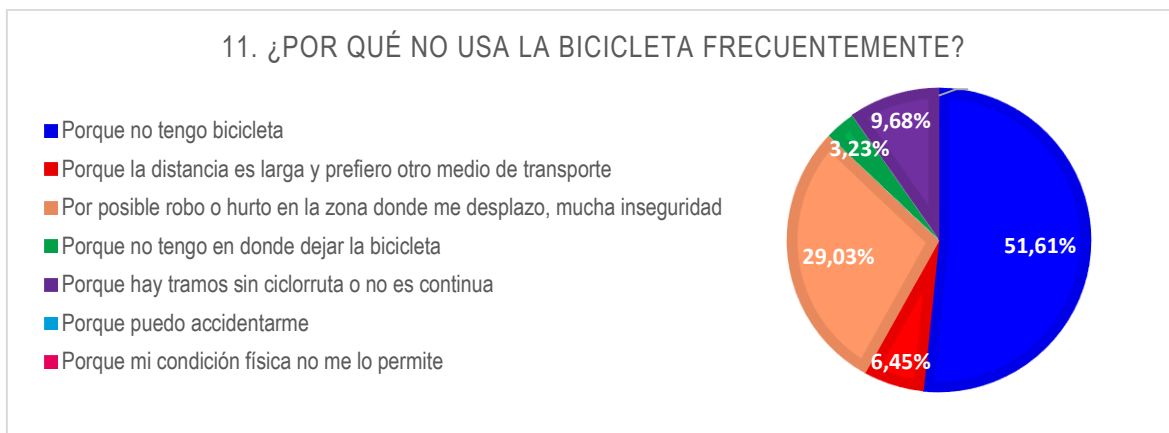 11. ¿POR QUÉ NO USA LA BICICLETA FRECUENTEMENTE?
Porque no tengo bicicleta
Porque la distancia es larga y prefiero otro medio de transporte
Por posible robo o hurto en la zona donde me desplazo, mucha inseguridad
Porque no tengo en donde dejar la bicicleta
Porque hay tramos sin ciclorruta o no es continua
Porque puedo accidentarme
Porque mi condición física no me lo permite
9,68%
3,23%
29,03%
51,61%
6,45%